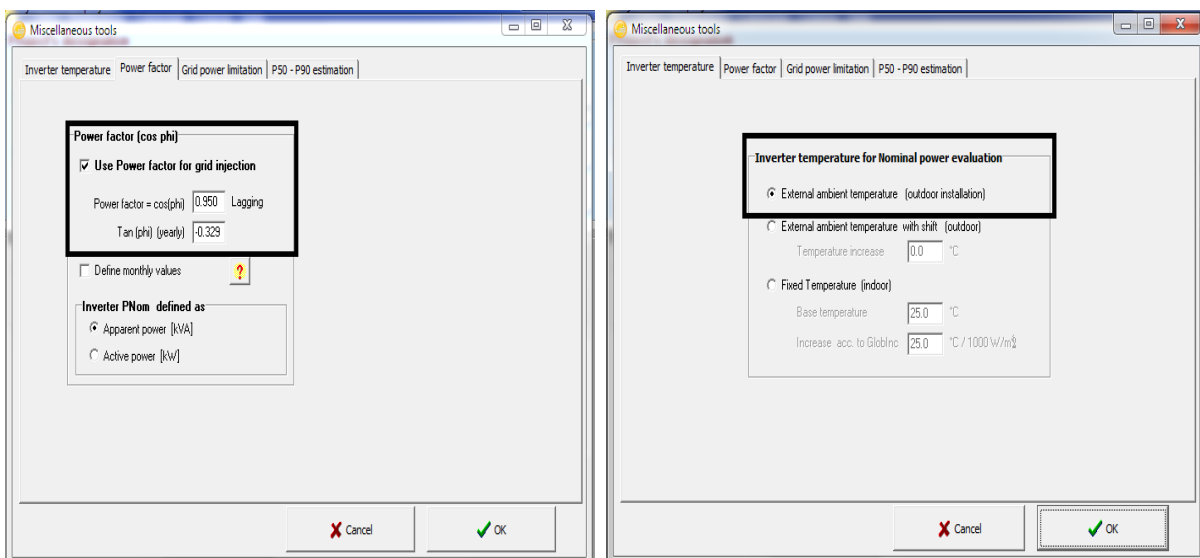 Miscellaneous tools
Inverter temperature Power factor Grid power limitation P50 - P90 estimation
Power factor (cos phi)
Use Power factor for grid injection
Power factor = cos(phi) 0.950 Lagging
Tan (phi) (yearly) -0.329
Define monthly values ?
Inverter PNom defined as
Apparent power [kVA]
Active power [kW]
Cancel OK
Miscellaneous tools
Inverter temperature Power factor Grid power limitation P50 - P90 estimation
Inverter temperature for Nominal power evaluation
External ambient temperature (outdoor installation)
External ambient temperature with shift (outdoor)
Temperature increase 0.0 °C
Fixed Temperature (indoor)
Base temperature 25.0 °C
Increase acc. to GlobInc 25.0 °C / 1000 W/m²
Cancel OK